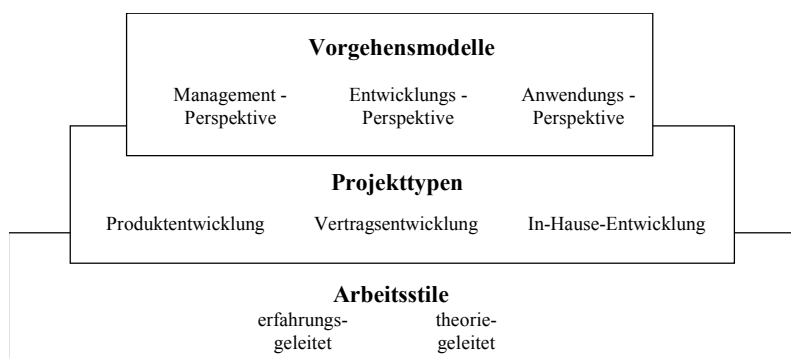 Vorgehensmodelle
Management - Entwicklungs - Anwendungs -
Perspektive Perspektive Perspektive
Projekttypen
Produktentwicklung Vertragsentwicklung In-Hause-Entwicklung
Arbeitsstile
erfahrungs- theorie-
geleitet geleitet